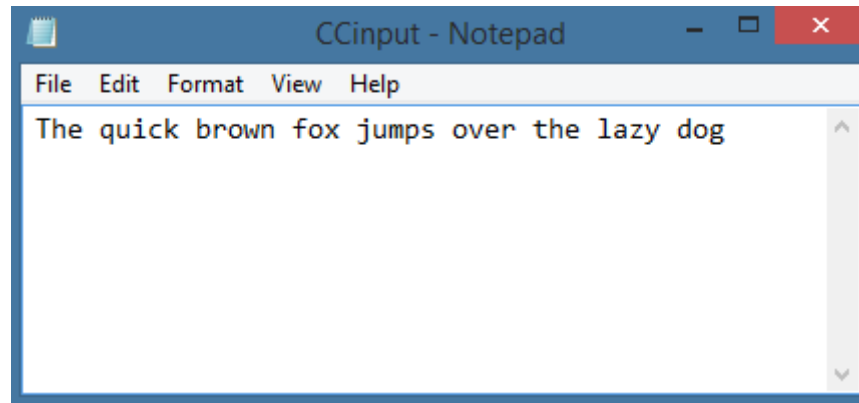 CCinput - Notepad
File Edit Format View Help
The quick brown fox jumps over the lazy dog